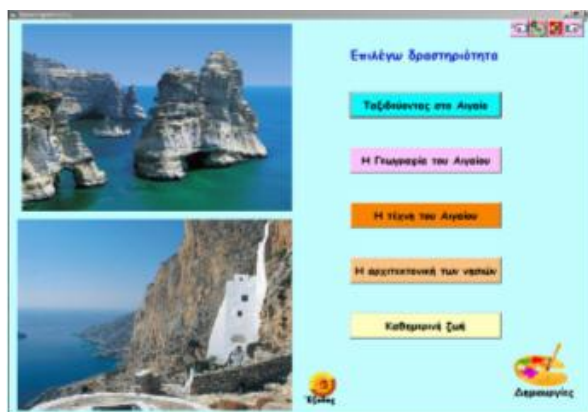 Επιλέγω δραστηριότητα
Ταξιδεύοντας στο Αιγαίο
Η Γεωγραφία του Αιγαίου
Η τέχνη του Αιγαίου
Η αρχιτεκτονική των νησιών
Καθημερινή ζωή
Έξοδος
Δημιουργίες